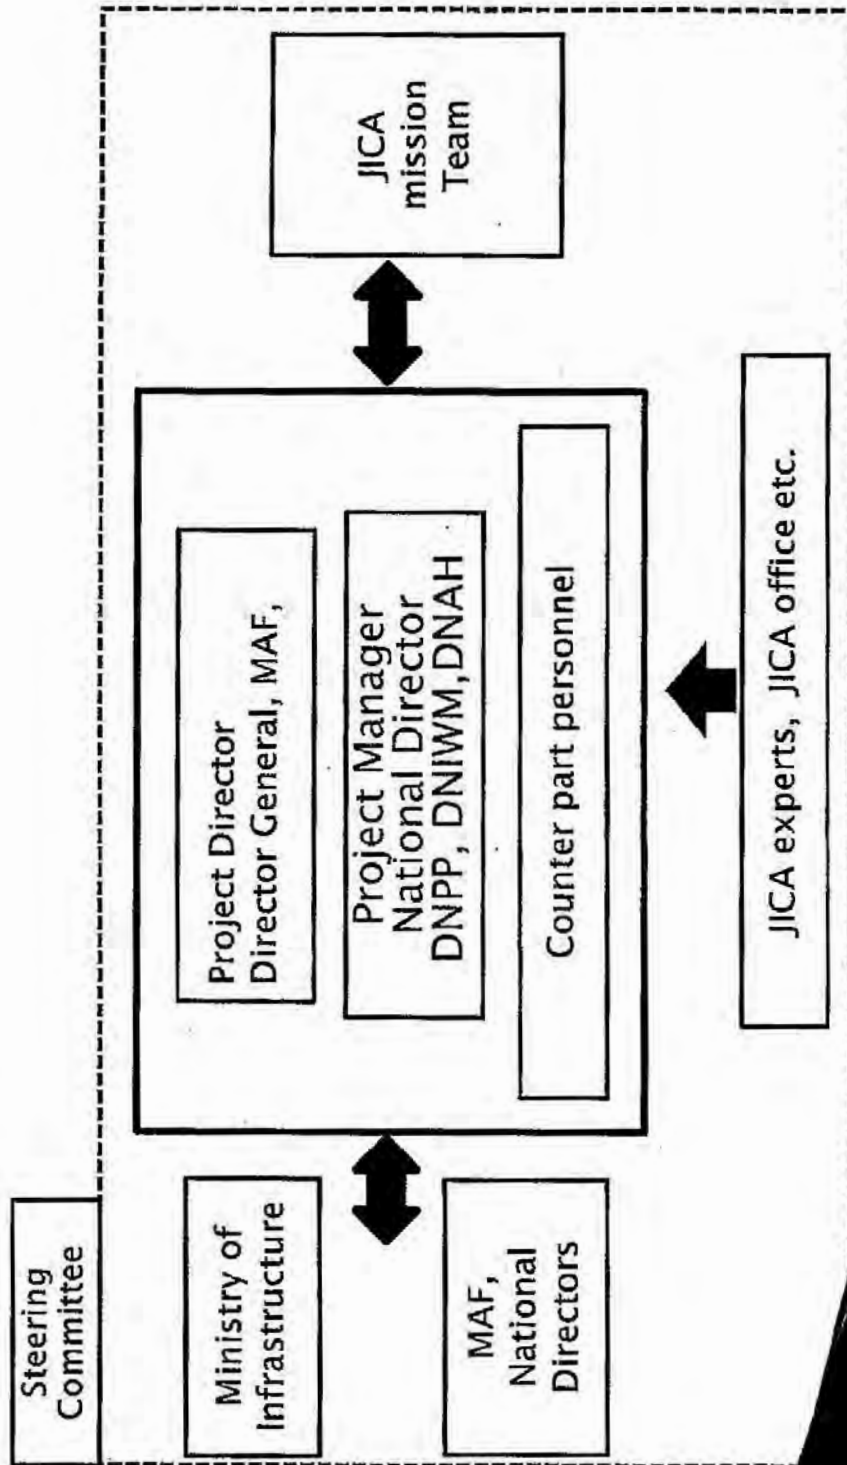 Steering
Committee
Ministry of
Infrastructure
MAF,
National
Directors
Project Director
Director General, MAF,
Project Manager
National Director
DNPP, DNIWM,DNAH
Counter part personnel
JICA
mission
Team
JICA experts, JICA office etc.